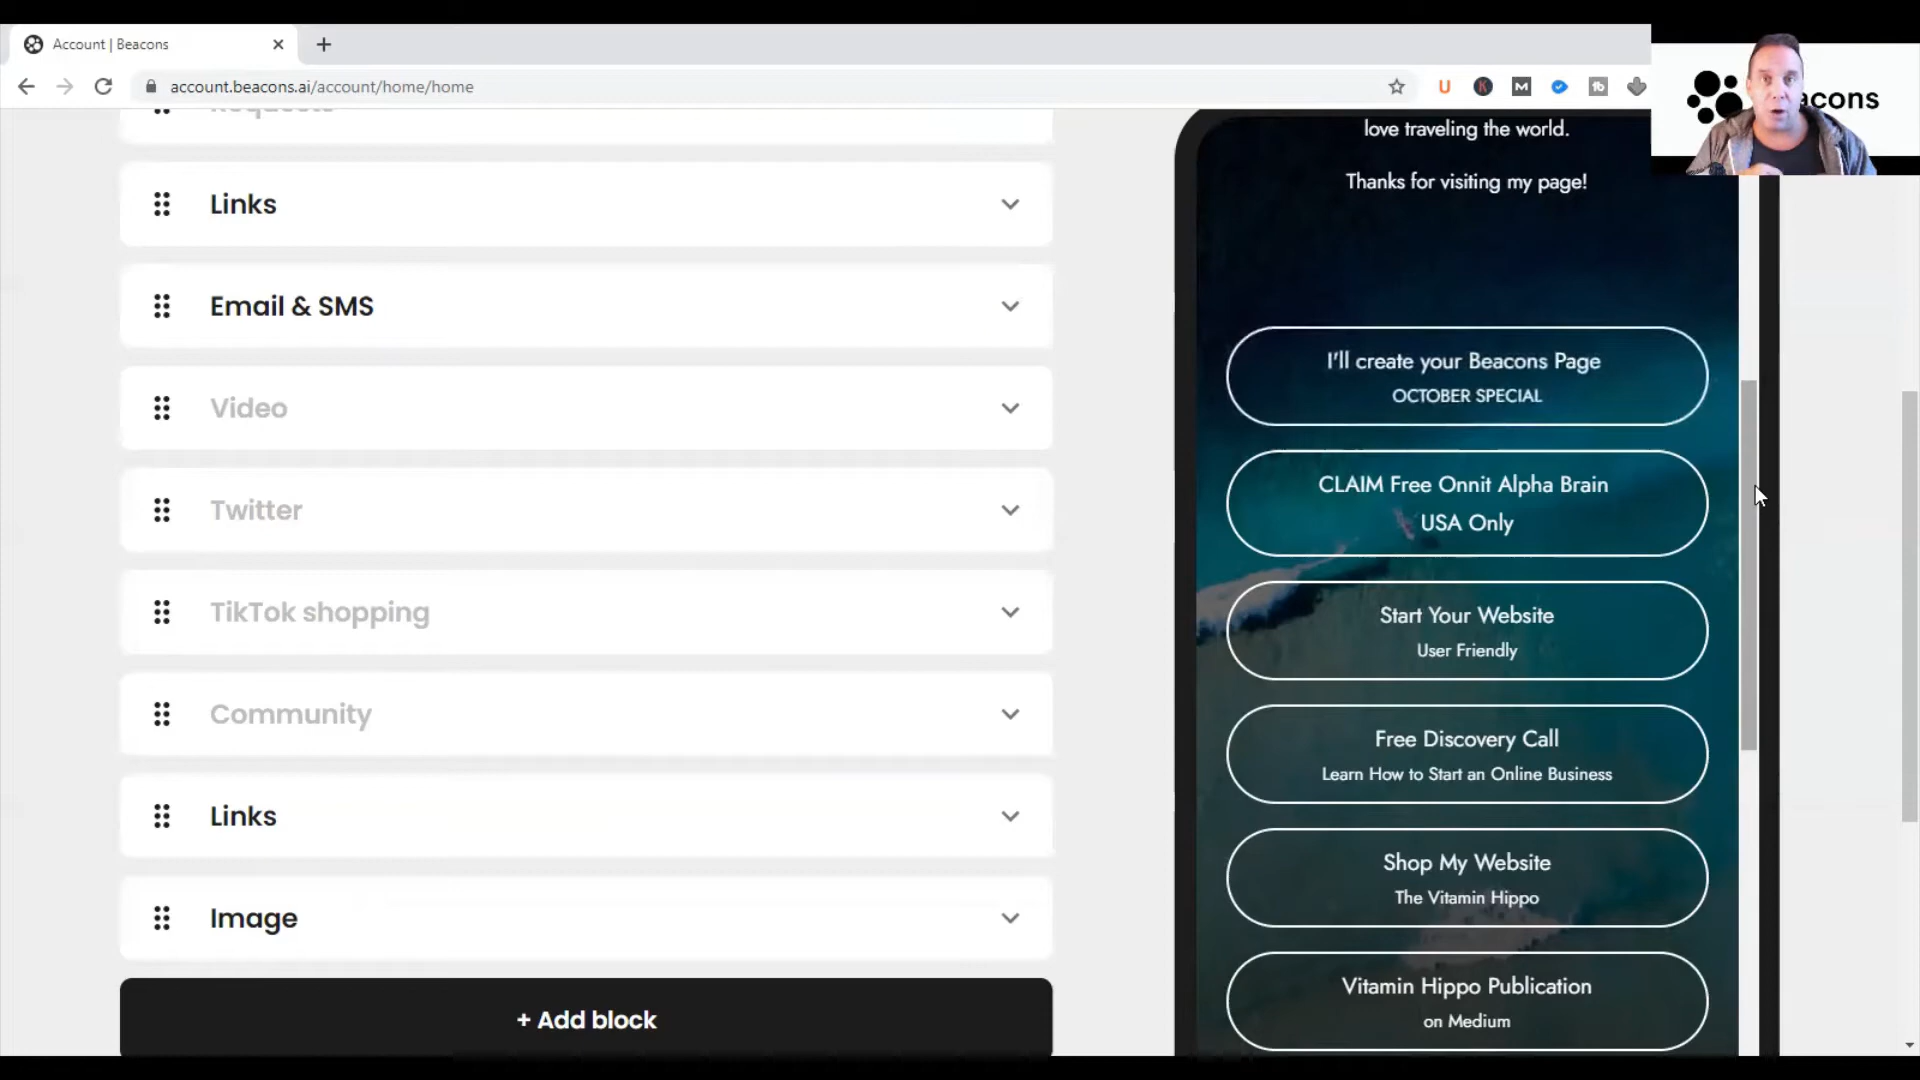 Account | Beacons
account.beacons.ai/account/home/home
Requests
Links
Email & SMS
Video
Twitter
TikTok shopping
Community
Links
Image
+ Add block
love traveling the world.
Thanks for visiting my page!
I'll create your Beacons Page
OCTOBER SPECIAL
CLAIM Free Onnit Alpha Brain
USA Only
Start Your Website
User Friendly
Free Discovery Call
Learn How to Start an Online Business
Shop My Website
The Vitamin Hippo
Vitamin Hippo Publication
on Medium
acons